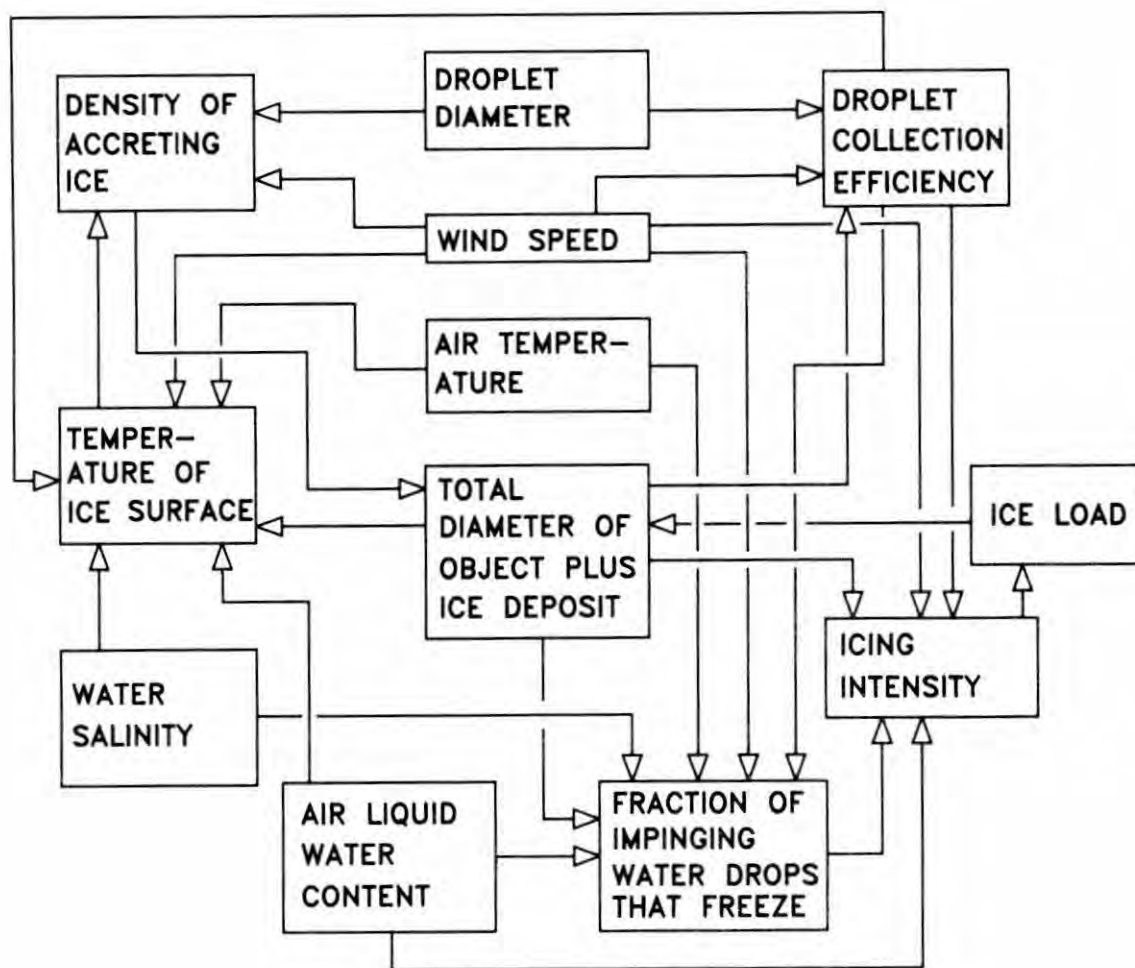 DENSITY OF
ACCRETING
ICE
DROPLET
DIAMETER
DROPLET
COLLECTION
EFFICIENCY
WIND SPEED
AIR TEMPER-
ATURE
TEMPER-
ATURE OF
ICE SURFACE
TOTAL
DIAMETER OF
OBJECT PLUS
ICE DEPOSIT
ICE LOAD
ICING
INTENSITY
WATER
SALINITY
AIR LIQUID
WATER
CONTENT
FRACTION OF
IMPINGING
WATER DROPS
THAT FREEZE